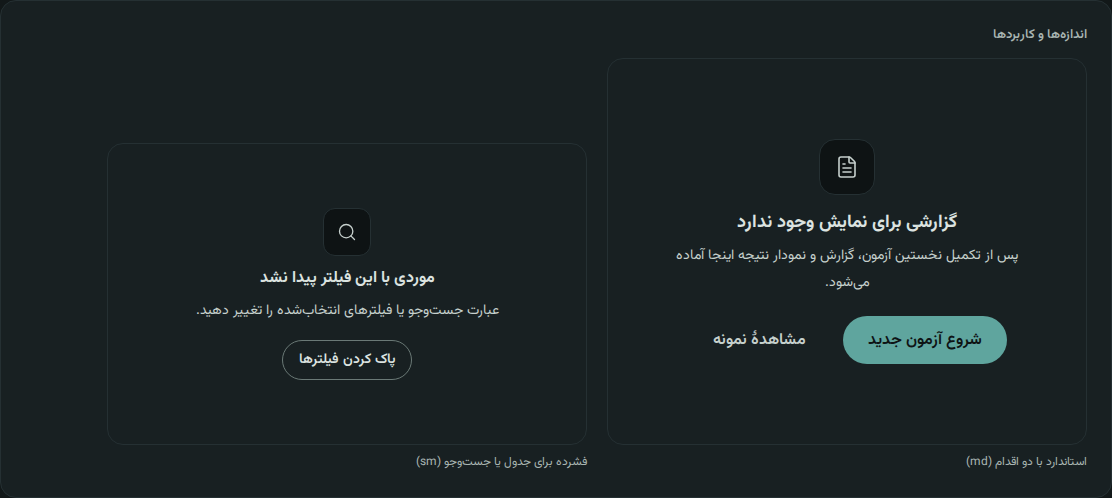 اندازه‌ها و کاربردها
گزارشی برای نمایش وجود ندارد
پس از تکمیل نخستین آزمون، گزارش و نمودار نتیجه اینجا آماده
می‌شود.
شروع آزمون جدید
مشاهدهٔ نمونه
استاندارد با دو اقدام (md)
موردی با این فیلتر پیدا نشد
عبارت جست‌وجو یا فیلترهای انتخاب‌شده را تغییر دهید.
پاک کردن فیلترها
فشرده برای جدول یا جست‌وجو (sm)